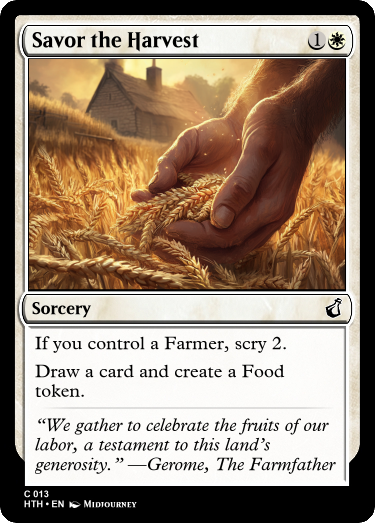 Savor the Harvest 1
Sorcery
If you control a Farmer, scry 2.
Draw a card and create a Food
token.
“We gather to celebrate the fruits of our
labor, a testament to this land’s
generosity.” —Gerome, The Farmfather
C 013
HTH • EN Midjourney